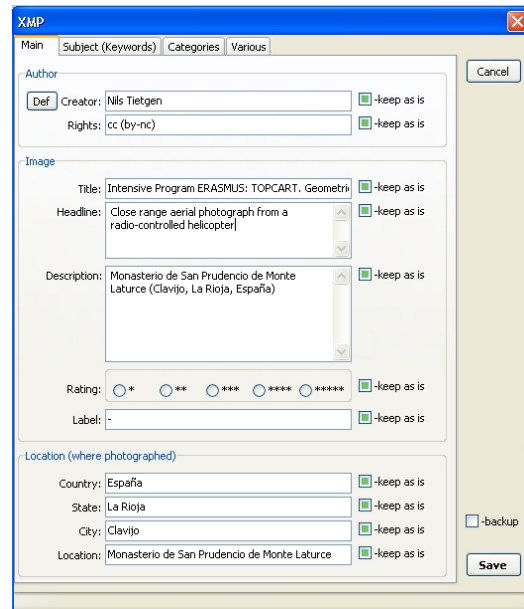 XMP
Main Subject (Keywords) Categories Various
Cancel
Author
Def Creator: Nils Tietgen -keep as is
Rights: cc (by-nc) -keep as is
Image
Title: Intensive Program ERASMUS: TOPCART. Geometri -keep as is
Headline: Close range aerial photograph from a -keep as is
radio-controlled helicopter
Description: Monasterio de San Prudencio de Monte -keep as is
Laturce (Clavijo, La Rioja, España)
Rating: * ** *** **** ***** -keep as is
Label: - -keep as is
Location (where photographed)
Country: España -keep as is
State: La Rioja -keep as is
City: Clavijo -keep as is
Location: Monasterio de San Prudencio de Monte Laturce -keep as is
-backup
Save